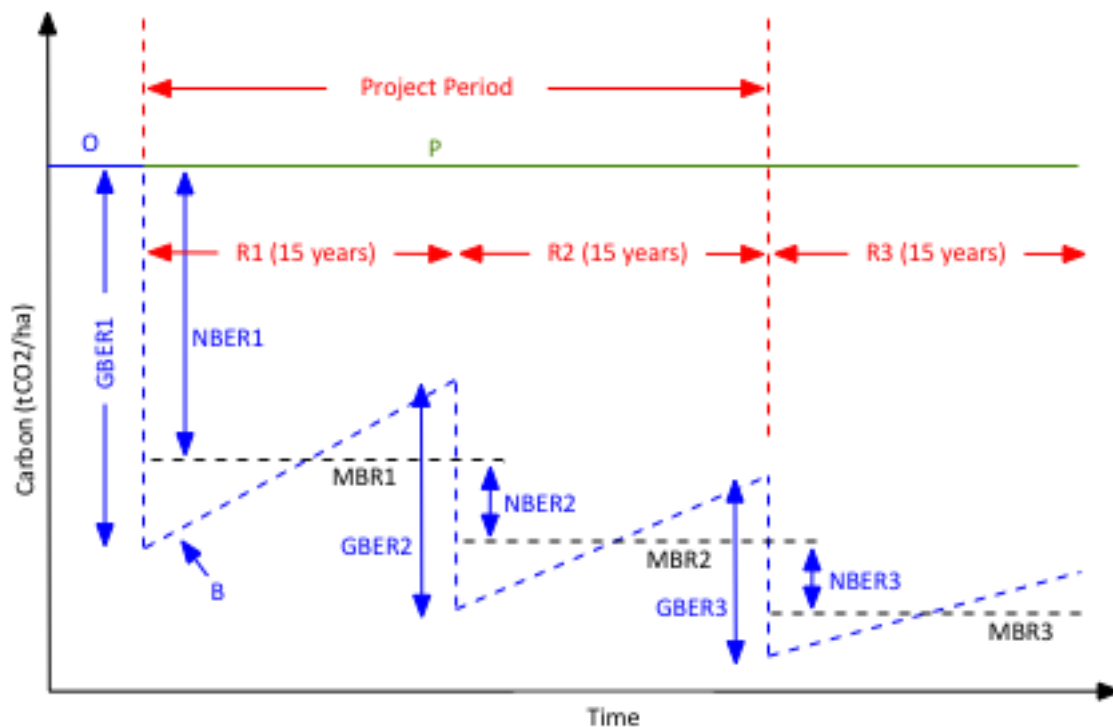 Project Period
O
P
R1 (15 years)
R2 (15 years)
R3 (15 years)
GBER1
NBER1
Carbon (tCO2/ha)
MBR1
NBER2
GBER2
B
MBR2
NBER3
GBER3
MBR3
Time